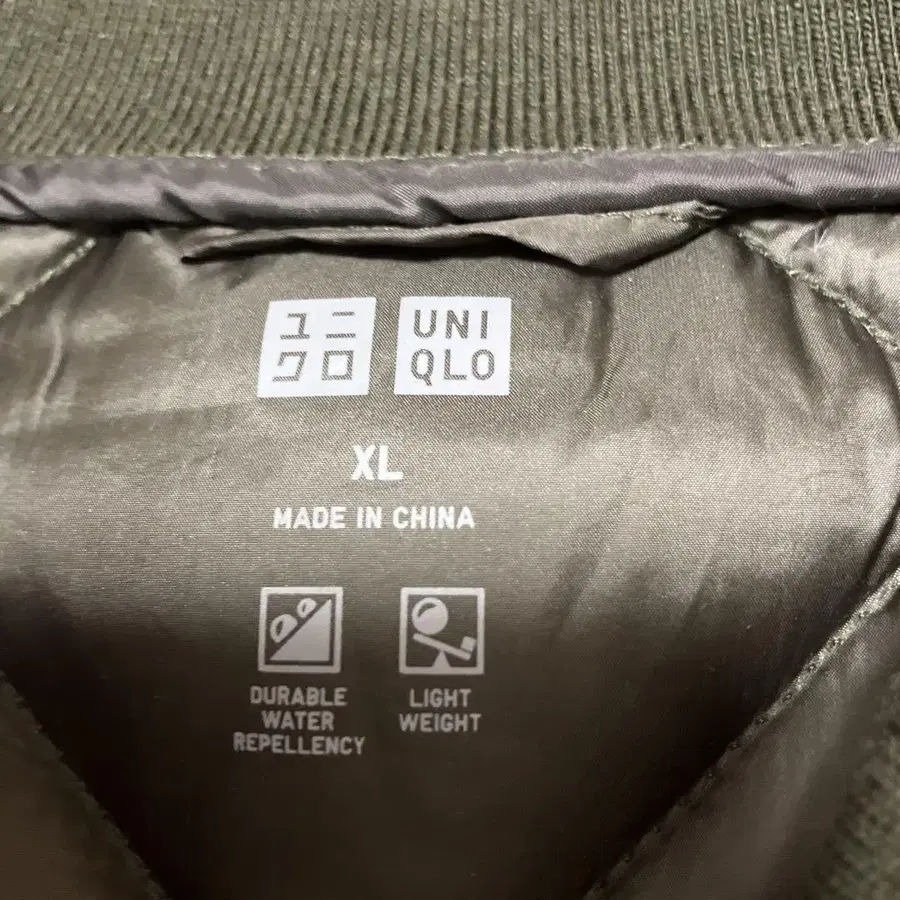 ユニ UNI
クロ QLO
XL
MADE IN CHINA
DURABLE
WATER
REPELLENCY
LIGHT
WEIGHT